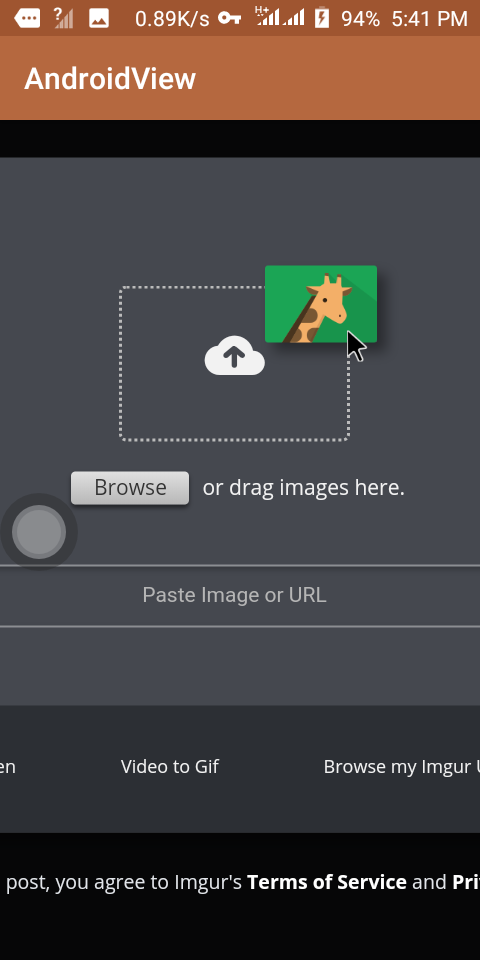 ? 0.89K/s H+ 94% 5:41 PM
AndroidView
Browse or drag images here.
Paste Image or URL
en Video to Gif Browse my Imgur U
post, you agree to Imgur's Terms of Service and Pri